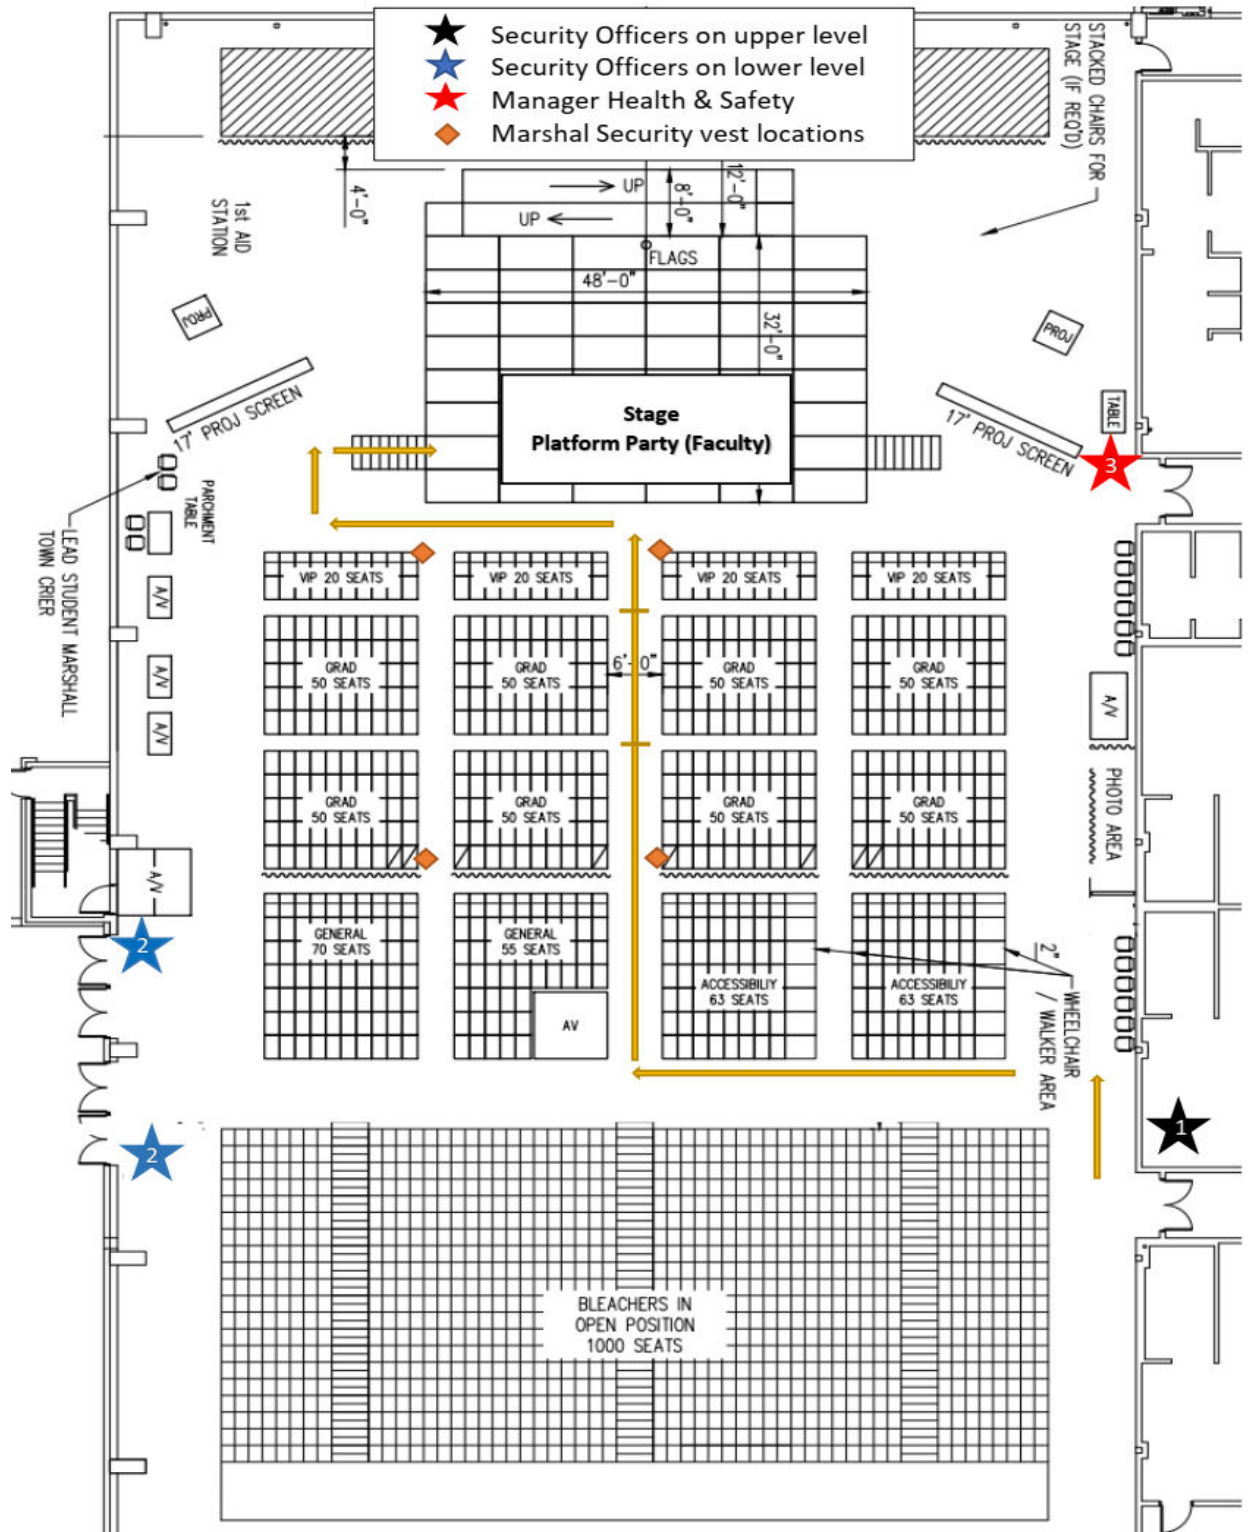 Security Officers on upper level
Security Officers on lower level
Manager Health & Safety
Marshal Security vest locations
STACKED CHAIRS FOR
STAGE (IF REQ'D)
4'-0"
UP
8'-0"
12'-0"
UP
1st AID
STATION
FLAGS
48'-0"
32'-0"
PROJ
PROJ
17' PROJ SCREEN
17' PROJ SCREEN
TABLE
Stage
Platform Party (Faculty)
3
PARCHMENT
TABLE
LEAD STUDENT MARSHALL
TOWN CRIER
VIP 20 SEATS
VIP 20 SEATS
VIP 20 SEATS
VIP 20 SEATS
A/V
GRAD
50 SEATS
GRAD
50 SEATS
6'-0"
GRAD
50 SEATS
GRAD
50 SEATS
A/V
A/V
A/V
PHOTO AREA
GRAD
50 SEATS
GRAD
50 SEATS
GRAD
50 SEATS
GRAD
50 SEATS
A/V
2
GENERAL
70 SEATS
GENERAL
55 SEATS
AV
ACCESSIBILIY
63 SEATS
ACCESSIBILIY
63 SEATS
2"
WHEELCHAIR
/ WALKER AREA
1
2
BLEACHERS IN
OPEN POSITION
1000 SEATS